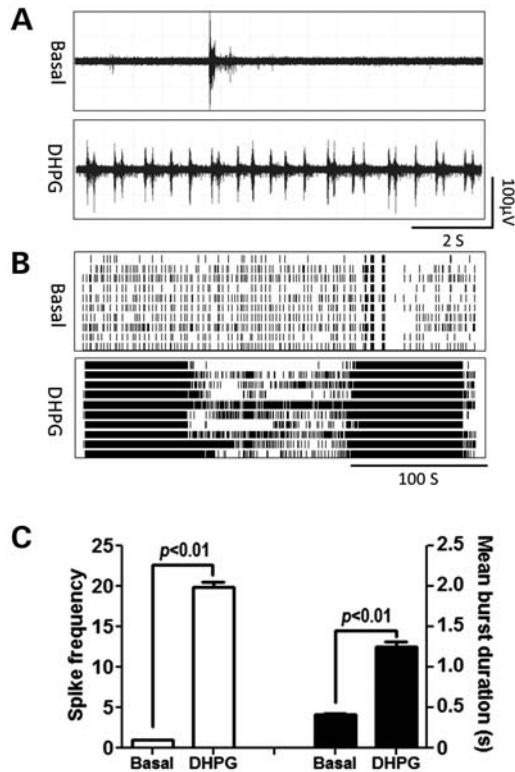 A
Basal
DHPG
100µV
2 S
B
Basal
DHPG
100 S
C
Spike frequency
25
20
15
10
5
0
p<0.01
p<0.01
2.5
2.0
1.5
1.0
0.5
0
Mean burst duration (s)
Basal DHPG Basal DHPG